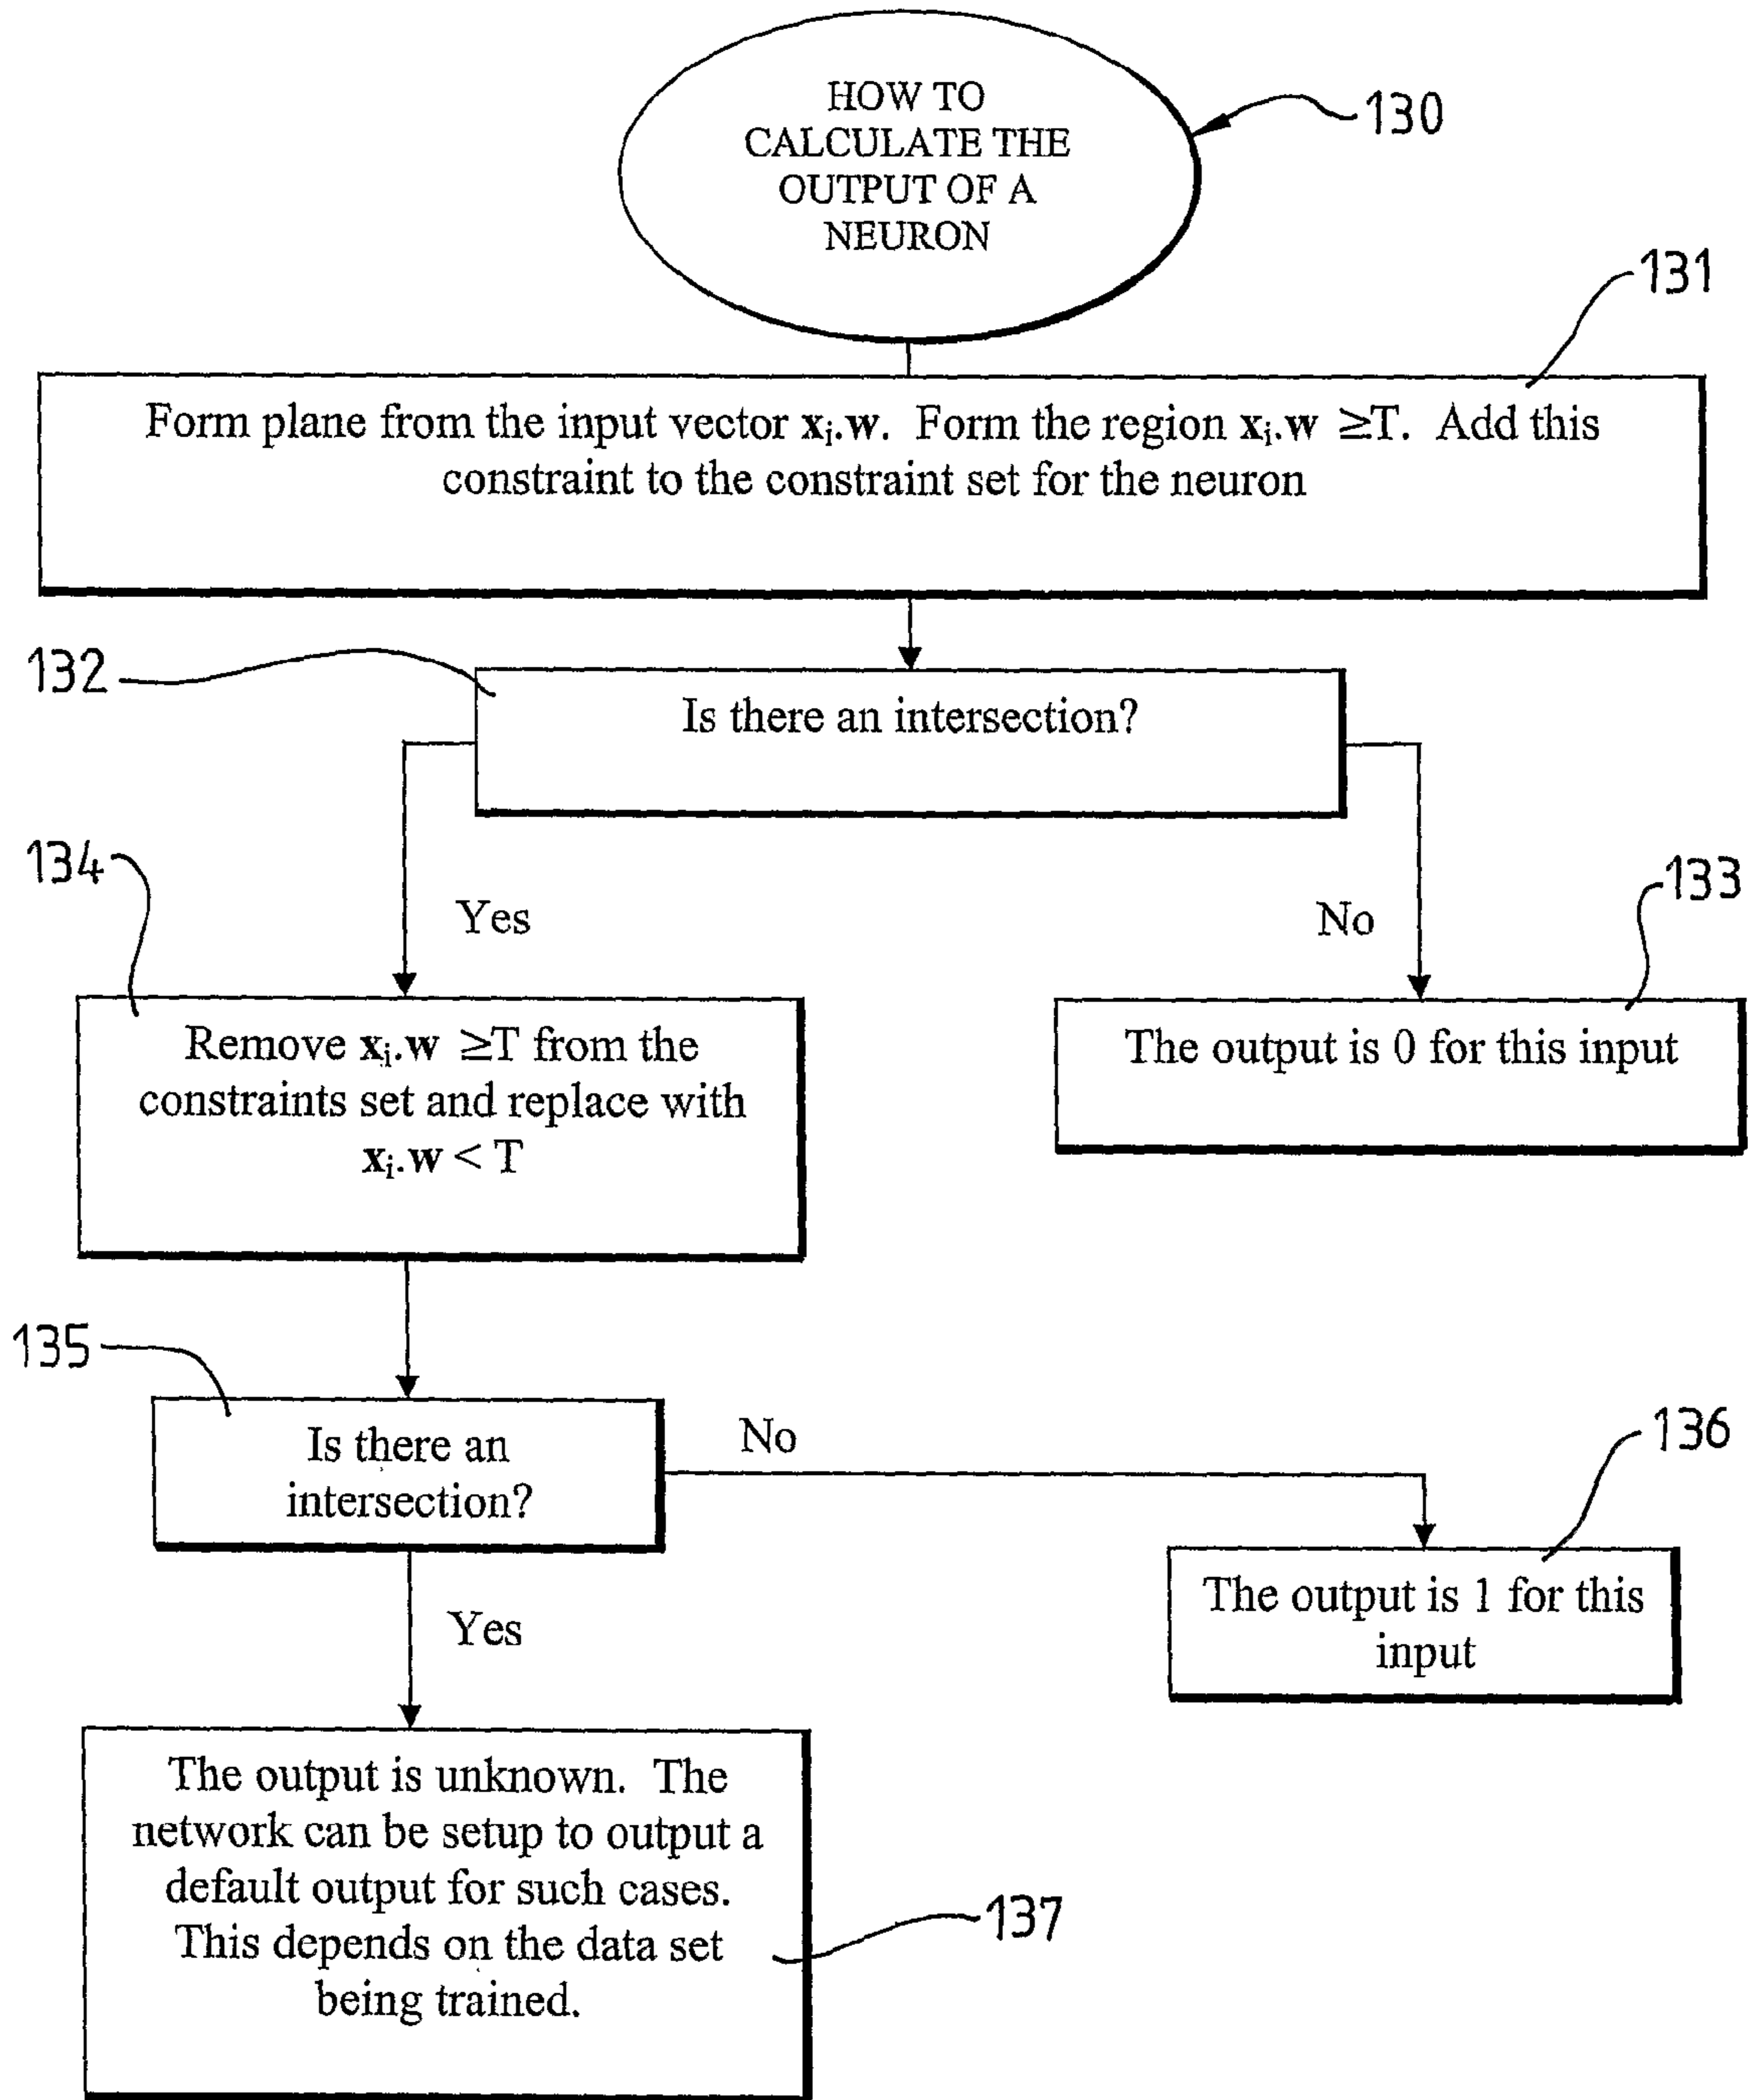 HOW TO
CALCULATE THE
OUTPUT OF A
NEURON
130
131
Form plane from the input vector xᵢ.w. Form the region xᵢ.w ≥T. Add this
constraint to the constraint set for the neuron
132
Is there an intersection?
134
133
Yes
No
Remove xᵢ.w ≥T from the
constraints set and replace with
xᵢ.w < T
The output is 0 for this input
135
Is there an
intersection?
No
136
Yes
The output is 1 for this
input
The output is unknown. The
network can be setup to output a
default output for such cases.
This depends on the data set
being trained.
137